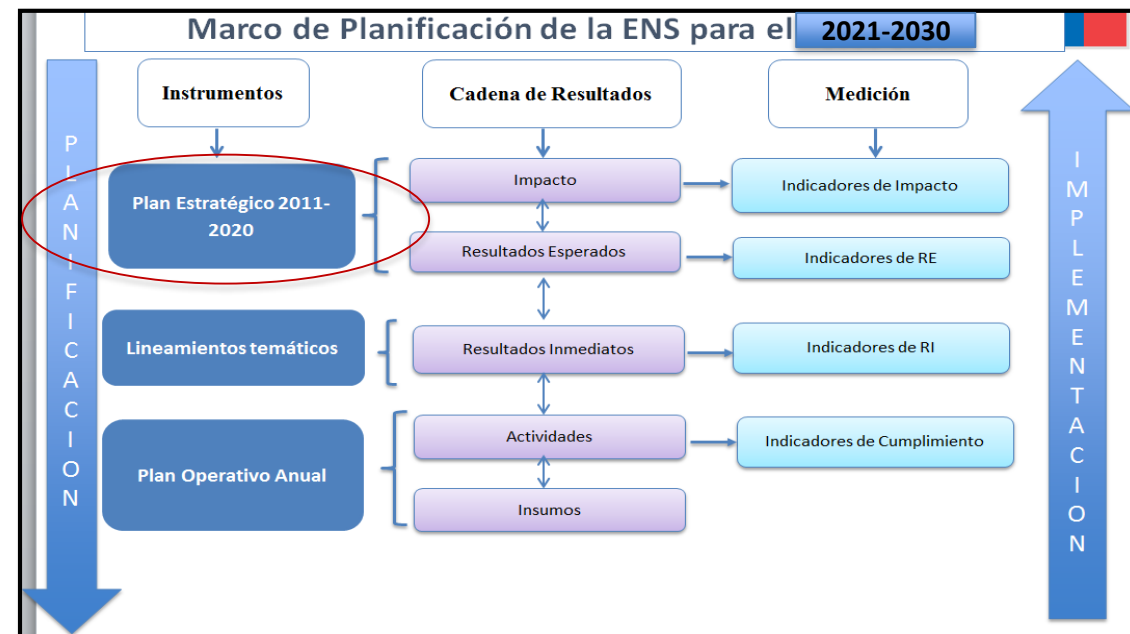 Marco de Planificación de la ENS para el 2021-2030
Instrumentos
Cadena de Resultados
Medición
PLANIFICACION
Plan Estratégico 2011-
2020
Impacto
Indicadores de Impacto
Resultados Esperados
Indicadores de RE
Lineamientos temáticos
Resultados Inmediatos
Indicadores de RI
Plan Operativo Anual
Actividades
Indicadores de Cumplimiento
Insumos
IMPLEMENTACION